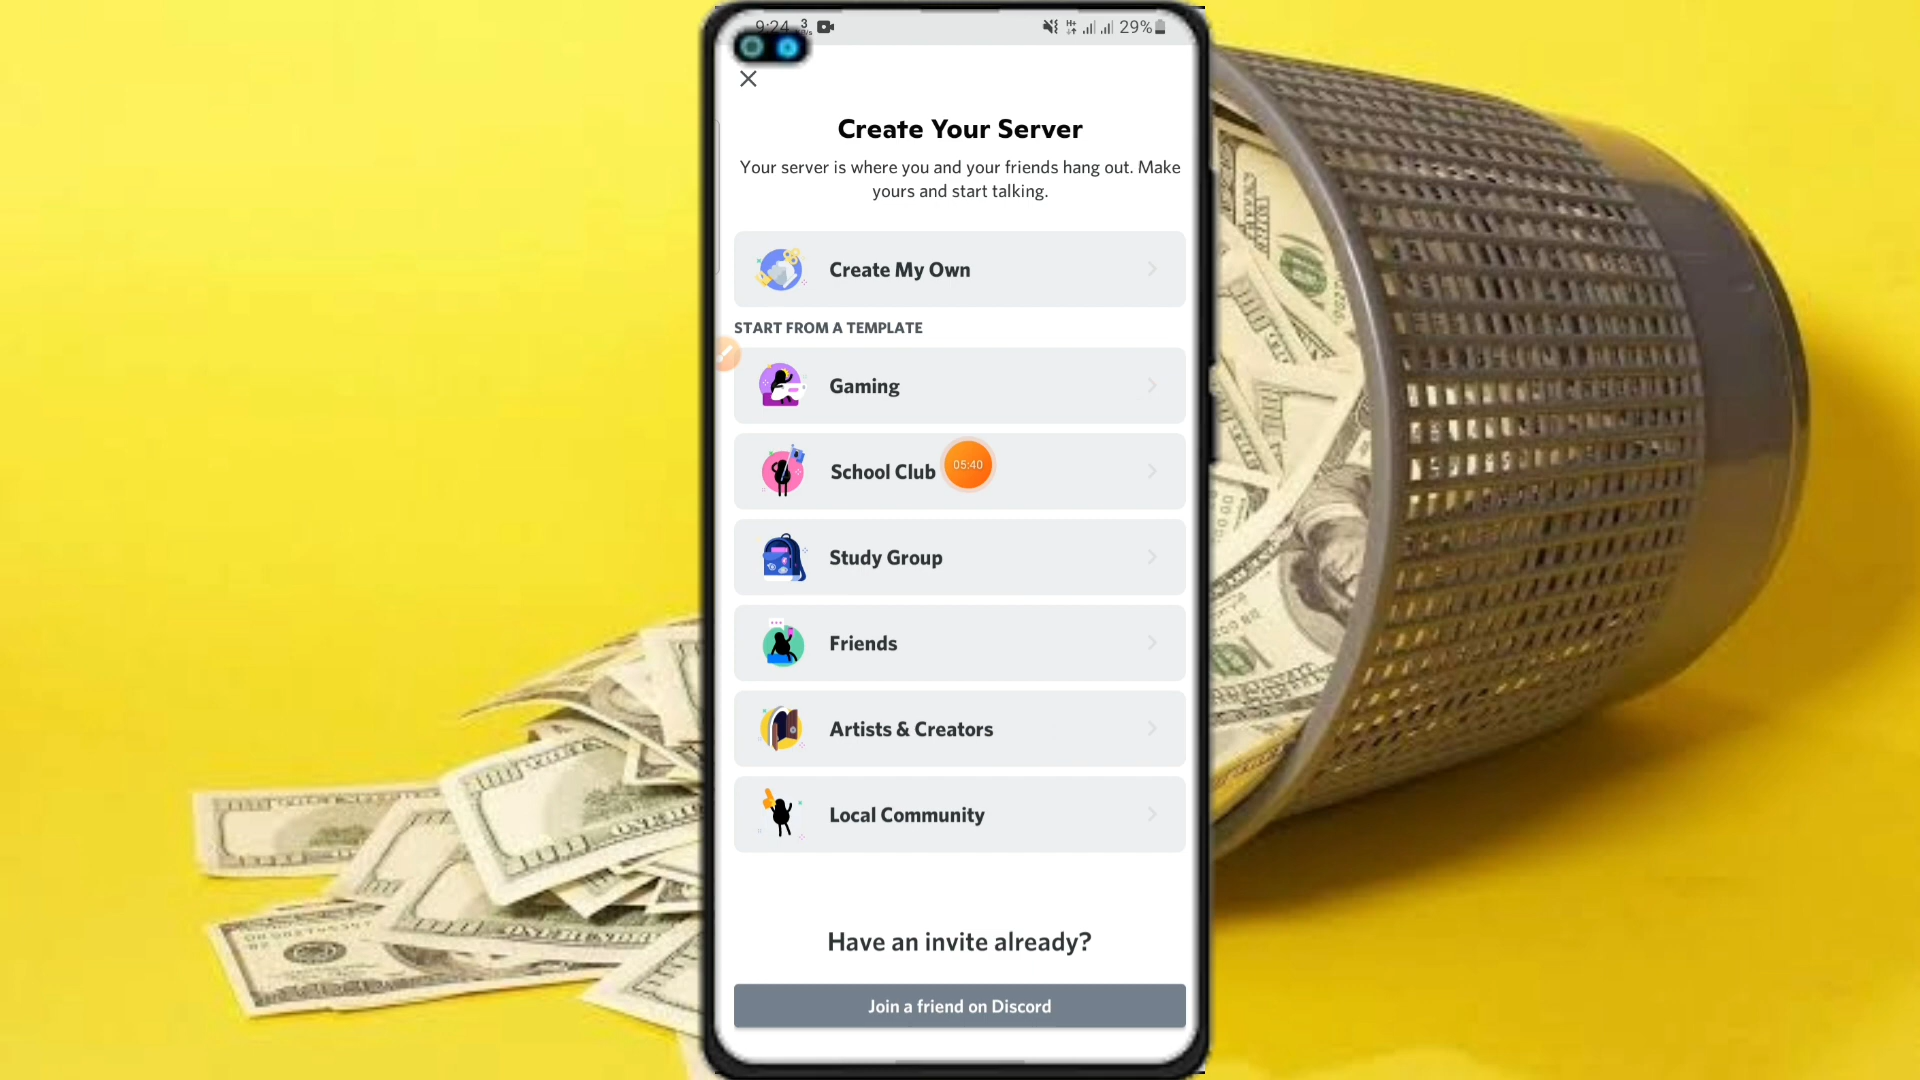 9:24 3 29%
Create Your Server
Your server is where you and your friends hang out. Make
yours and start talking.
Create My Own
START FROM A TEMPLATE
Gaming
School Club
05:40
Study Group
Friends
Artists & Creators
Local Community
Have an invite already?
Join a friend on Discord